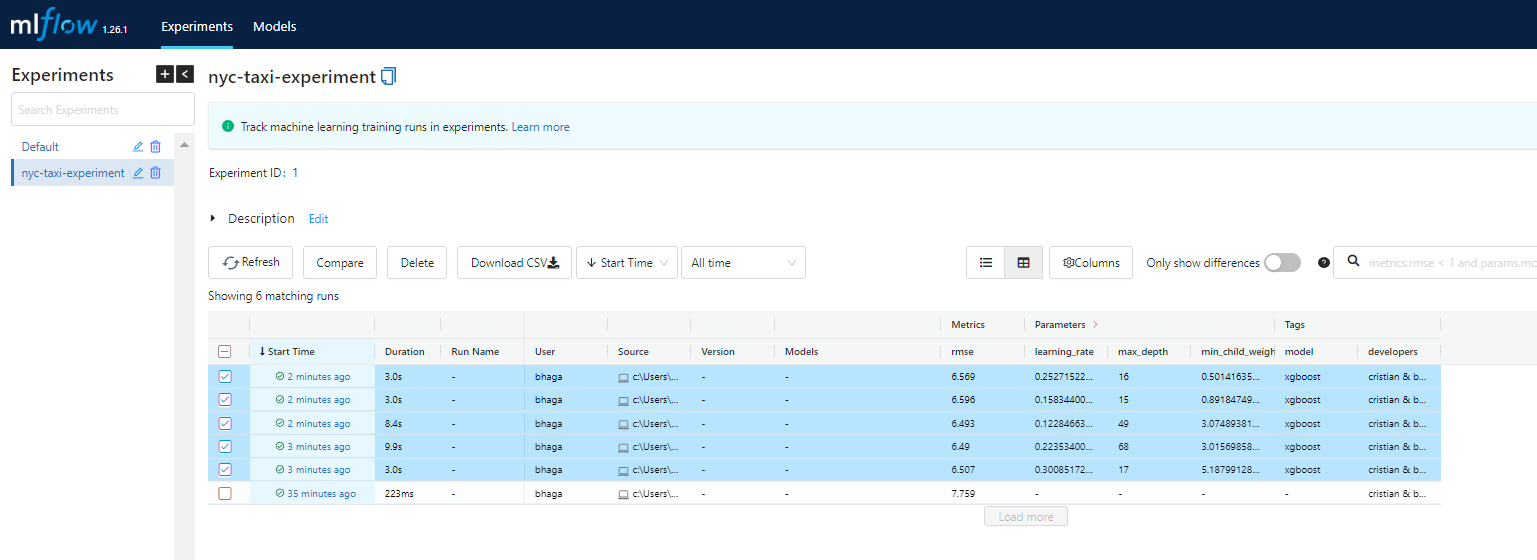 mlflow 1.26.1 Experiments Models
Experiments + < nyc-taxi-experiment
Search Experiments
Track machine learning training runs in experiments. Learn more
Default
nyc-taxi-experiment
Experiment ID: 1
Description Edit
Refresh Compare Delete Download CSV Start Time All time Columns Only show differences ? metrics.rmse < 1 and params.mc
Showing 6 matching runs
Metrics Parameters > Tags
Start Time Duration Run Name User Source Version Models rmse learning_rate max_depth min_child_weigh model developers
2 minutes ago 3.0s - bhaga c:\Users\... - - 6.569 0.25271522... 16 0.50141635... xgboost cristian & b...
2 minutes ago 3.0s - bhaga c:\Users\... - - 6.596 0.15834400... 15 0.89184749... xgboost cristian & b...
2 minutes ago 8.4s - bhaga c:\Users\... - - 6.493 0.12284663... 49 3.07489381... xgboost cristian & b...
3 minutes ago 9.9s - bhaga c:\Users\... - - 6.49 0.22353400... 68 3.01569858... xgboost cristian & b...
3 minutes ago 3.0s - bhaga c:\Users\... - - 6.507 0.30085172... 17 5.18799128... xgboost cristian & b...
35 minutes ago 223ms - bhaga c:\Users\... - - 7.759 - - - - cristian & b...
Load more